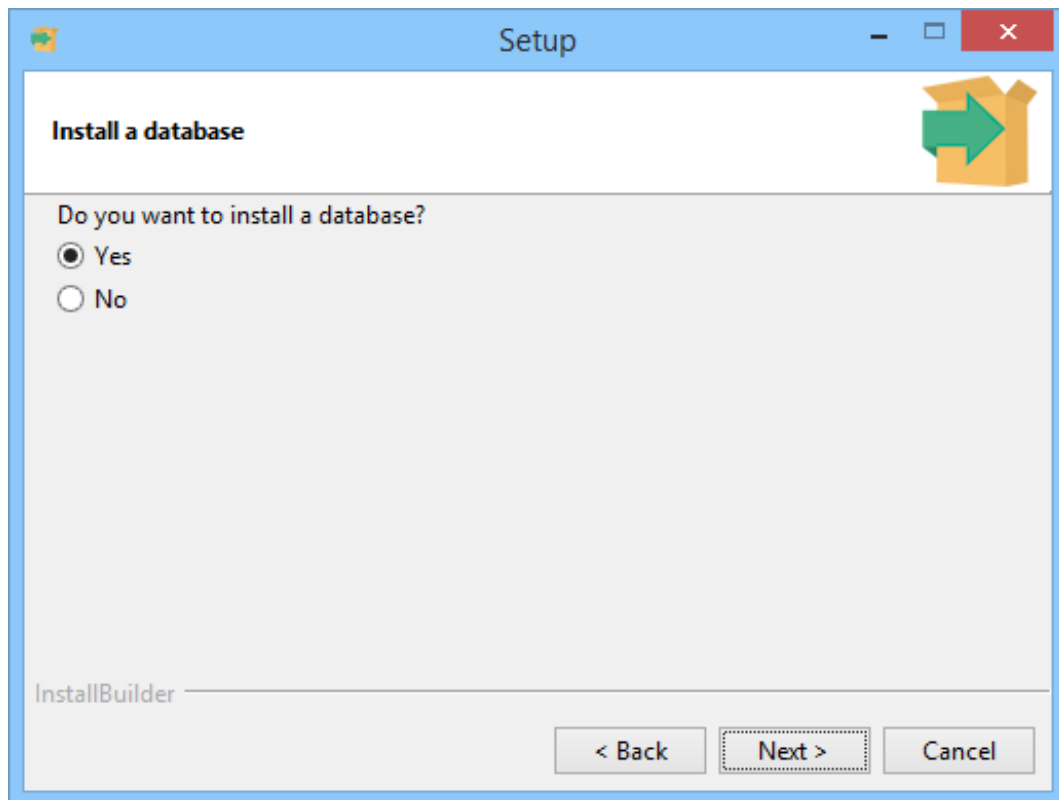 Setup
Install a database
Do you want to install a database?
Yes
No
InstallBuilder
< Back Next > Cancel